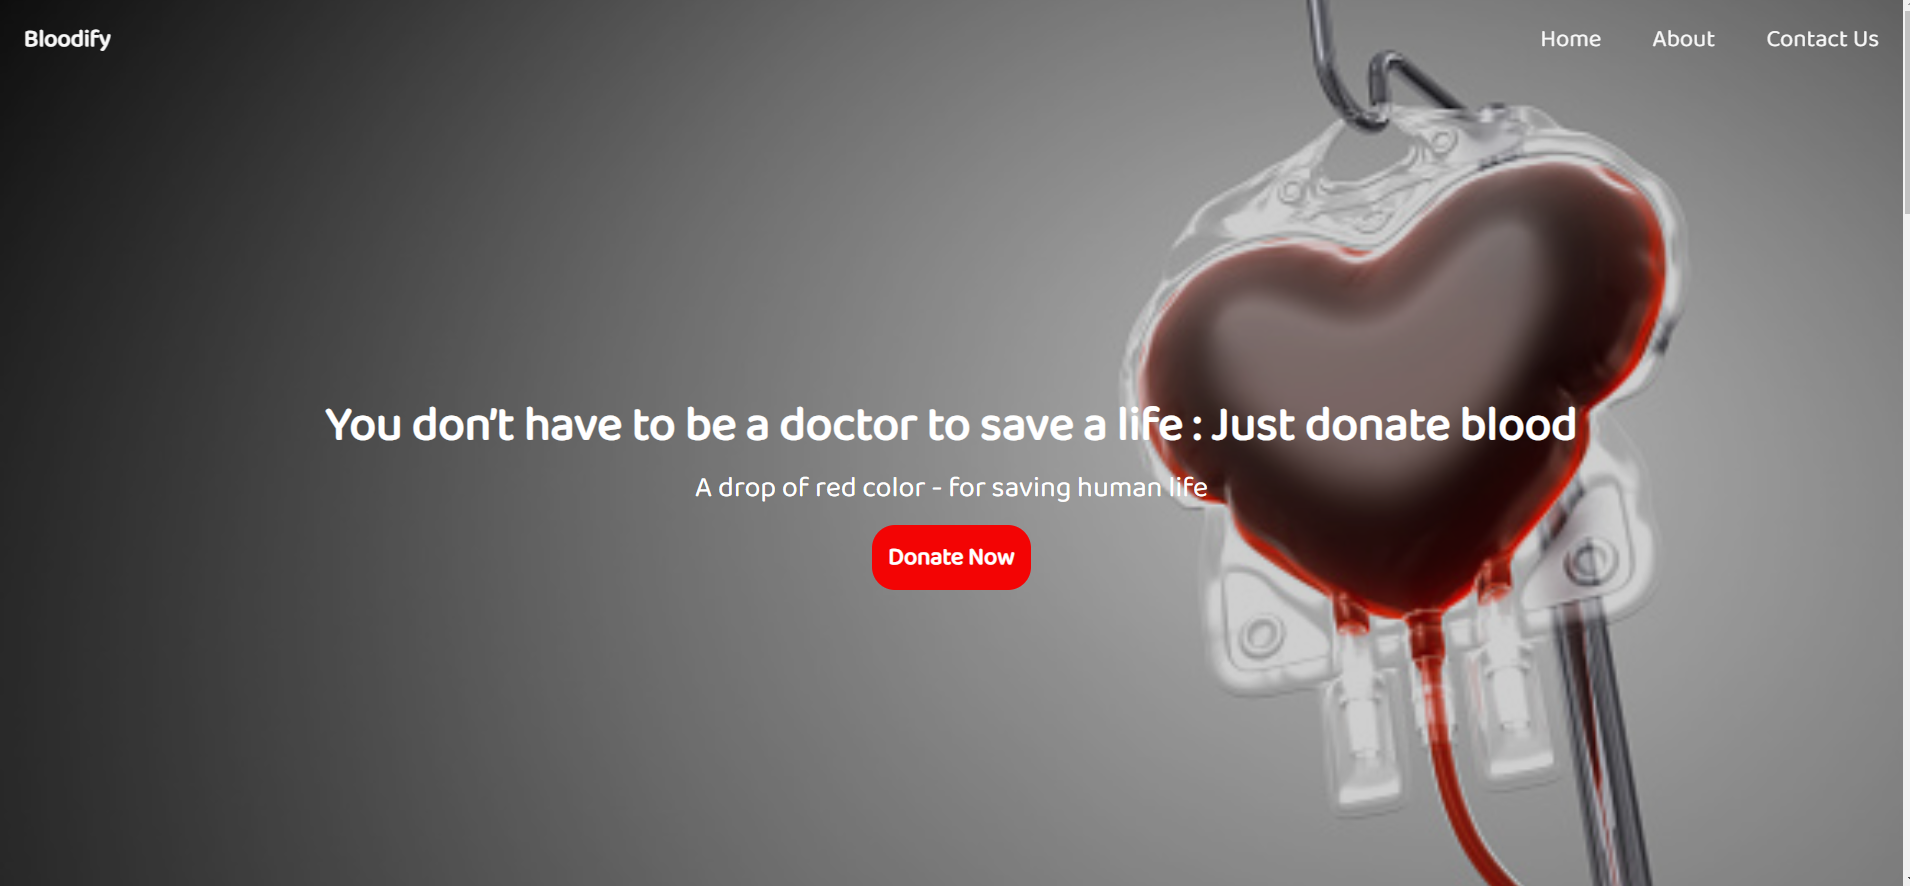 Bloodify
Home About Contact Us
You don't have to be a doctor to save a life : Just donate blood
A drop of red color - for saving human life
Donate Now